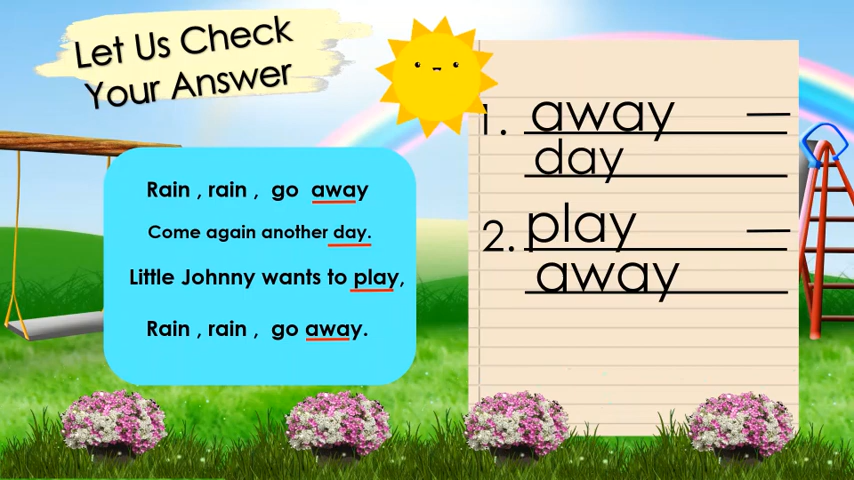 Let Us Check
Your Answer
Rain , rain , go away
Come again another day.
Little Johnny wants to play,
Rain , rain , go away.
1. away —
day
2. play —
away